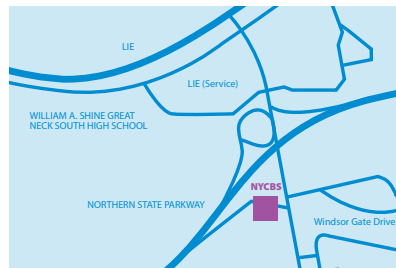 LIE
LIE (Service)
WILLIAM A. SHINE GREAT
NECK SOUTH HIGH SCHOOL
NYCBS
NORTHERN STATE PARKWAY
Windsor Gate Drive